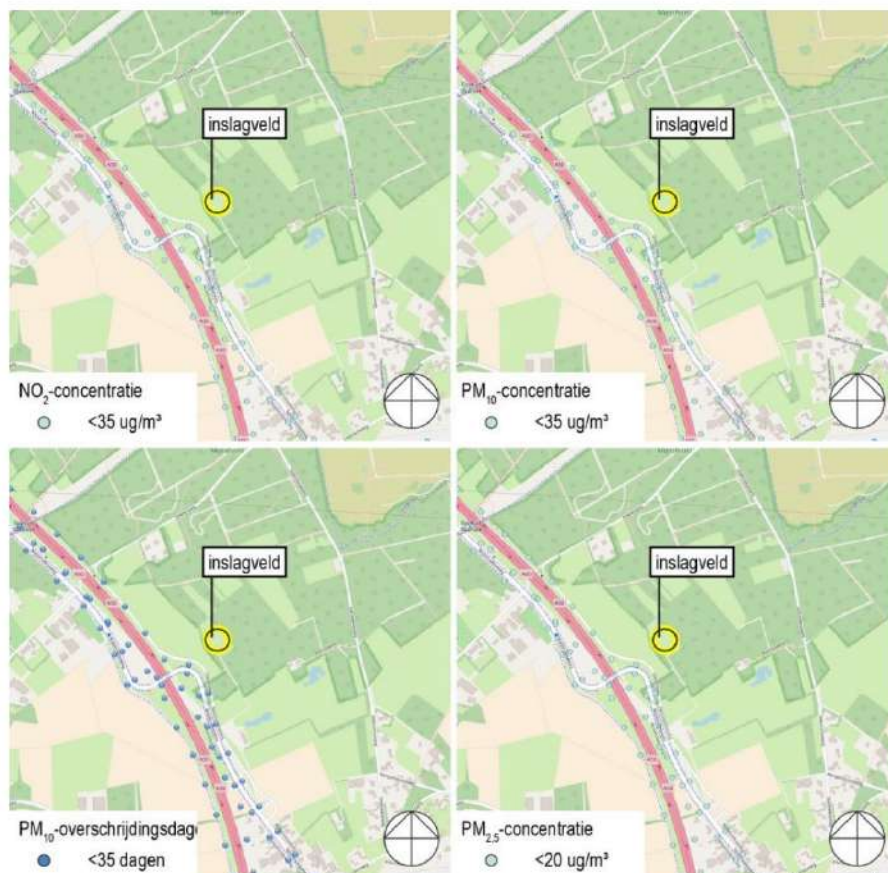 inslagveld
NO₂-concentratie
<35 ug/m³
inslagveld
PM₁₀-concentratie
<35 ug/m³
inslagveld
PM₁₀-overschrijdingsdage
<35 dagen
inslagveld
PM₂,₅-concentratie
<20 ug/m³